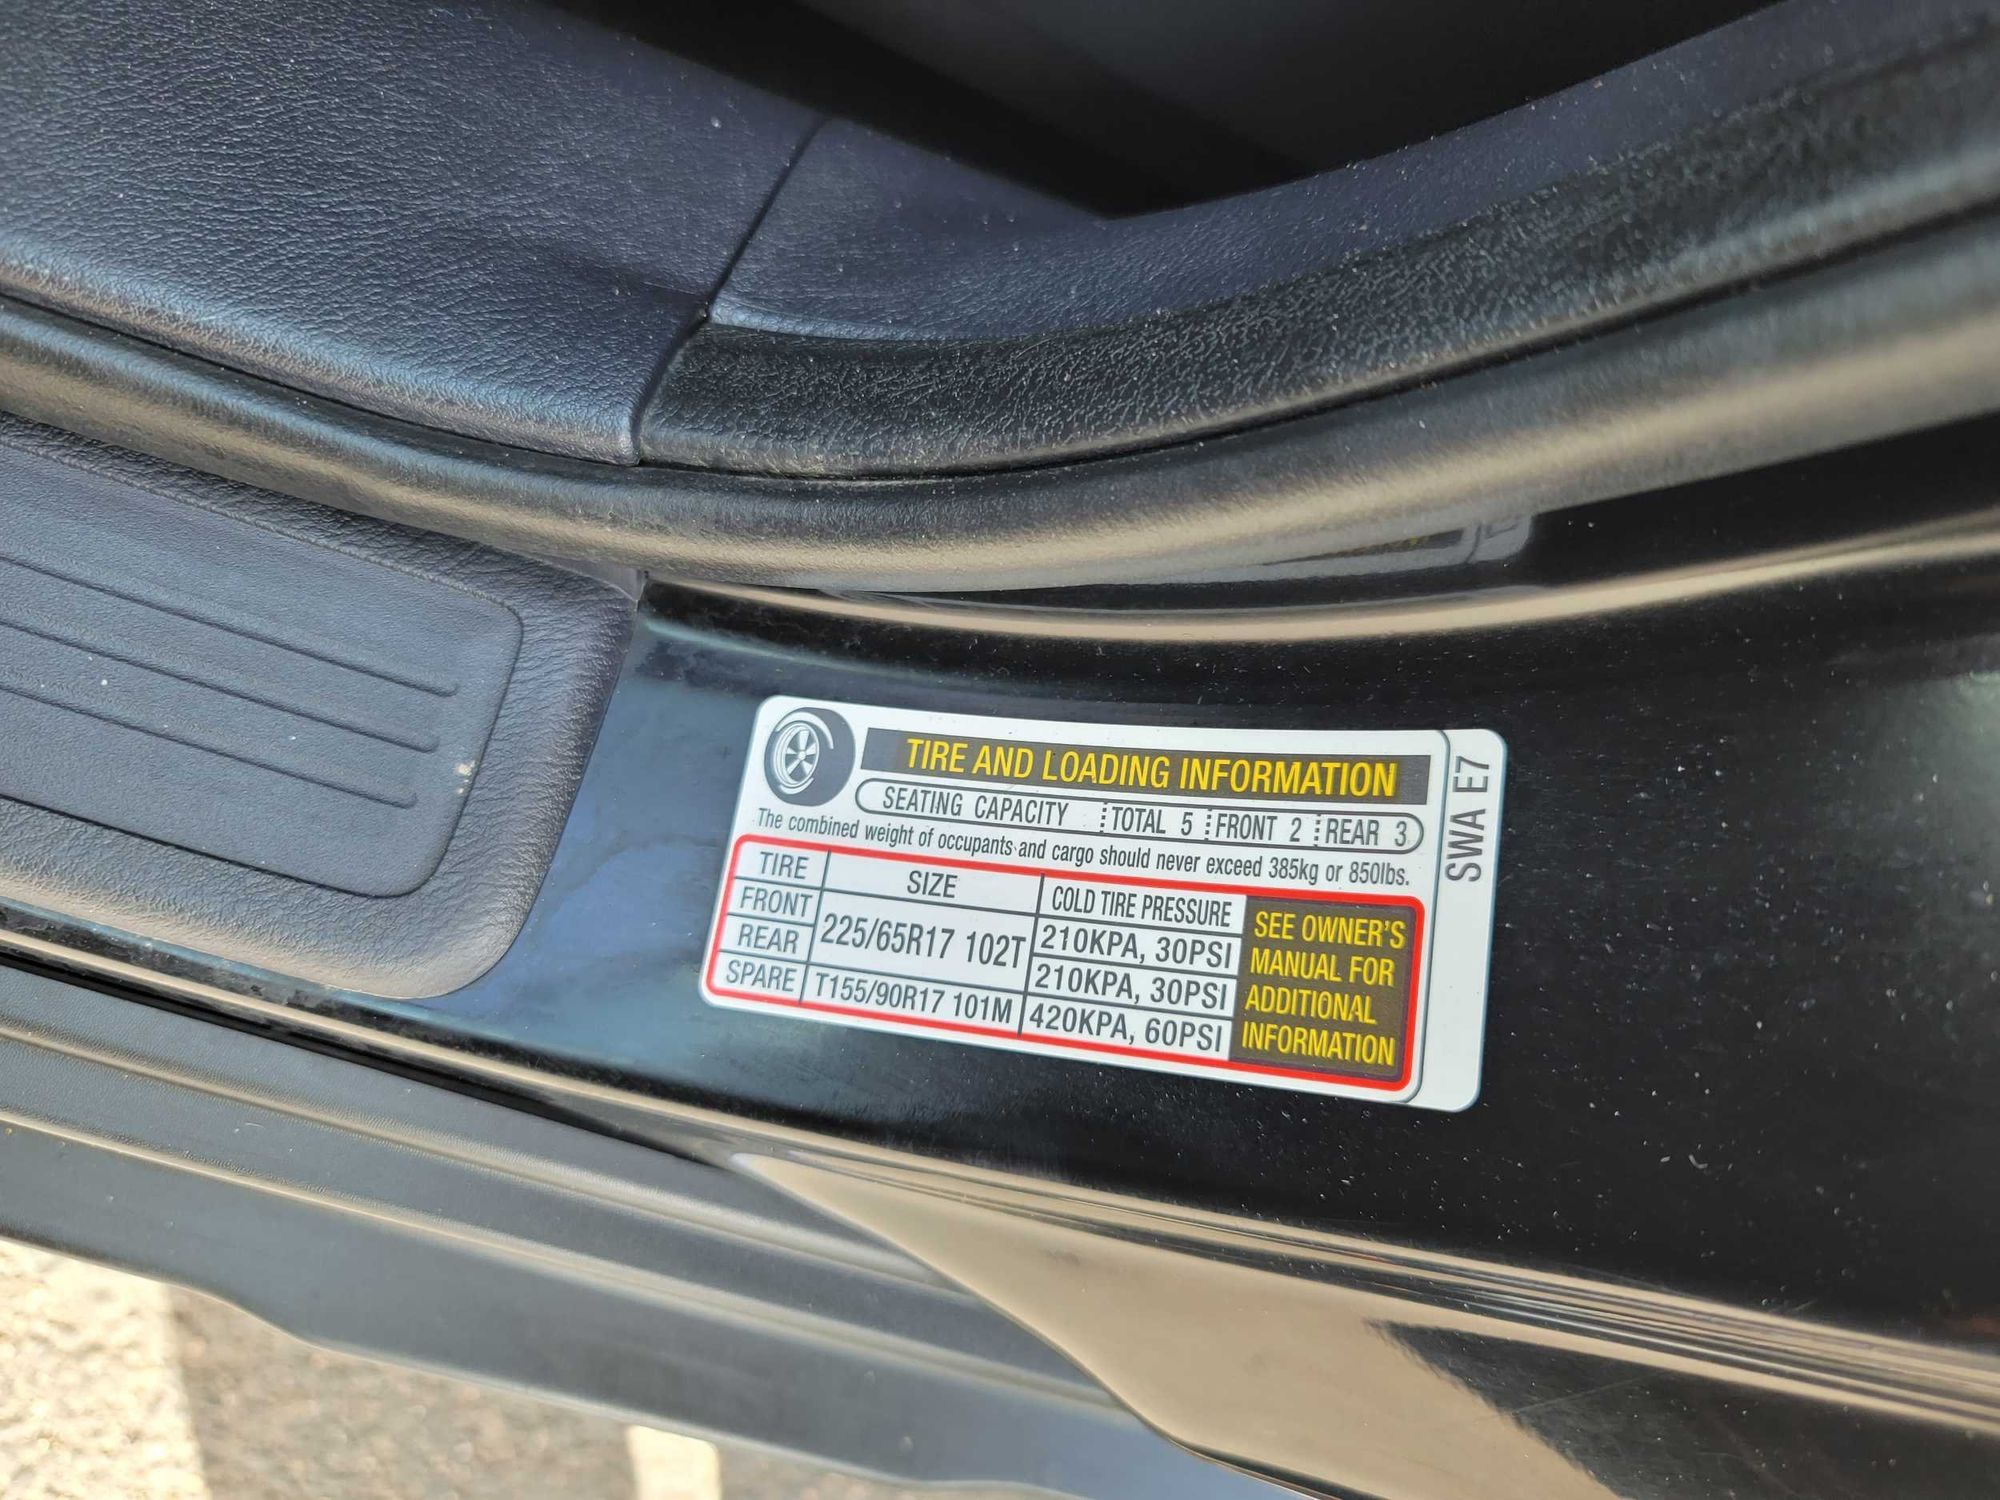 TIRE AND LOADING INFORMATION
SEATING CAPACITY TOTAL 5 FRONT 2 REAR 3
The combined weight of occupants and cargo should never exceed 385kg or 850lbs.
TIRE SIZE COLD TIRE PRESSURE
FRONT 225/65R17 102T 210KPA, 30PSI
REAR 210KPA, 30PSI
SPARE T155/90R17 101M 420KPA, 60PSI
SEE OWNER'S
MANUAL FOR
ADDITIONAL
INFORMATION
SWA E7